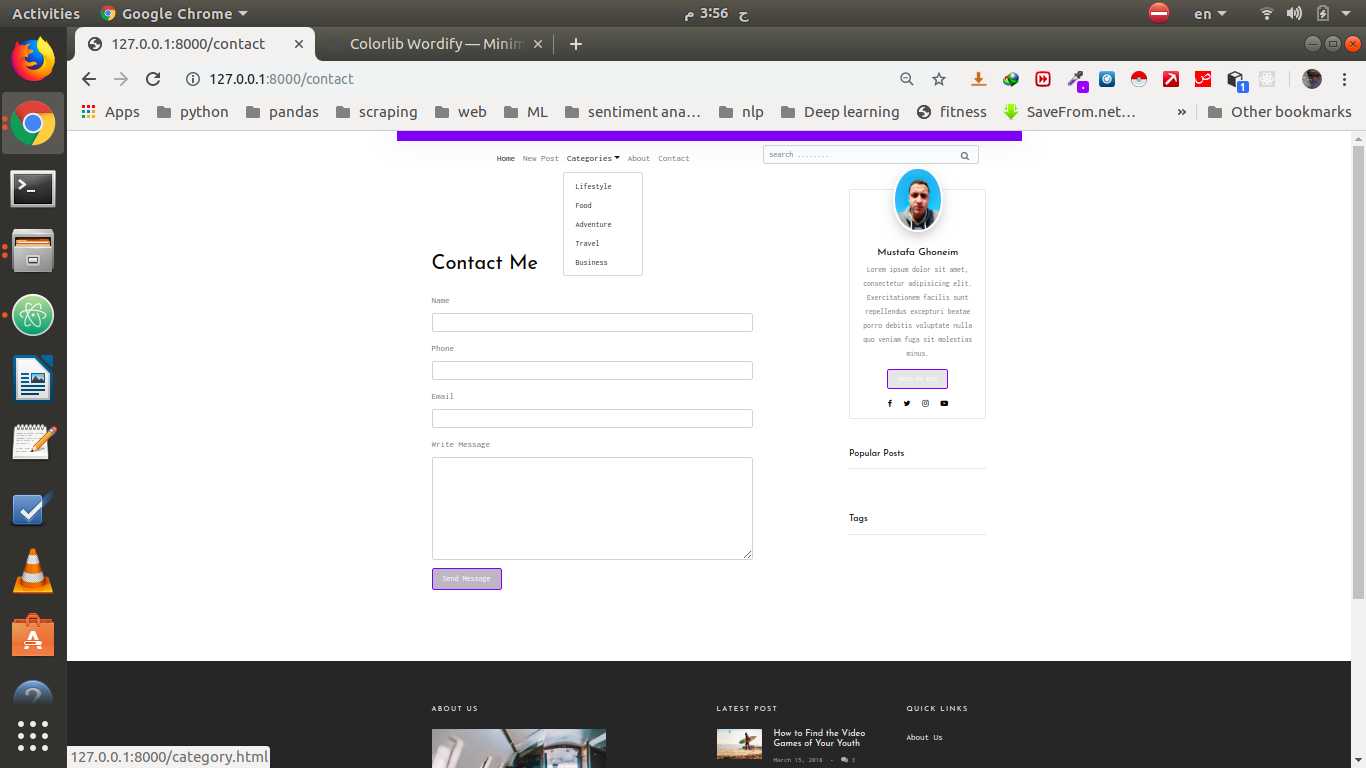 Activities Google Chrome م 3:56 ح en
127.0.0.1:8000/contact Colorlib Wordify — Minim
127.0.0.1:8000/contact
Apps python pandas scraping web ML sentiment ana... nlp Deep learning fitness SaveFrom.net... » Other bookmarks
Home New Post Categories About Contact search ........
Lifestyle
Food
Adventure
Travel
Business
Contact Me
Name
Phone
Email
Write Message
Send Message
Mustafa Ghoneim
Lorem ipsum dolor sit amet,
consectetur adipisicing elit.
Exercitationem facilis sunt
repellendus excepturi beatae
porro debitis voluptate nulla
quo veniam fuga sit molestias
minus.
Popular Posts
Tags
ABOUT US
LATEST POST
How to Find the Video
Games of Your Youth
March 15, 2018 • 3
QUICK LINKS
About Us
127.0.0.1:8000/category.html